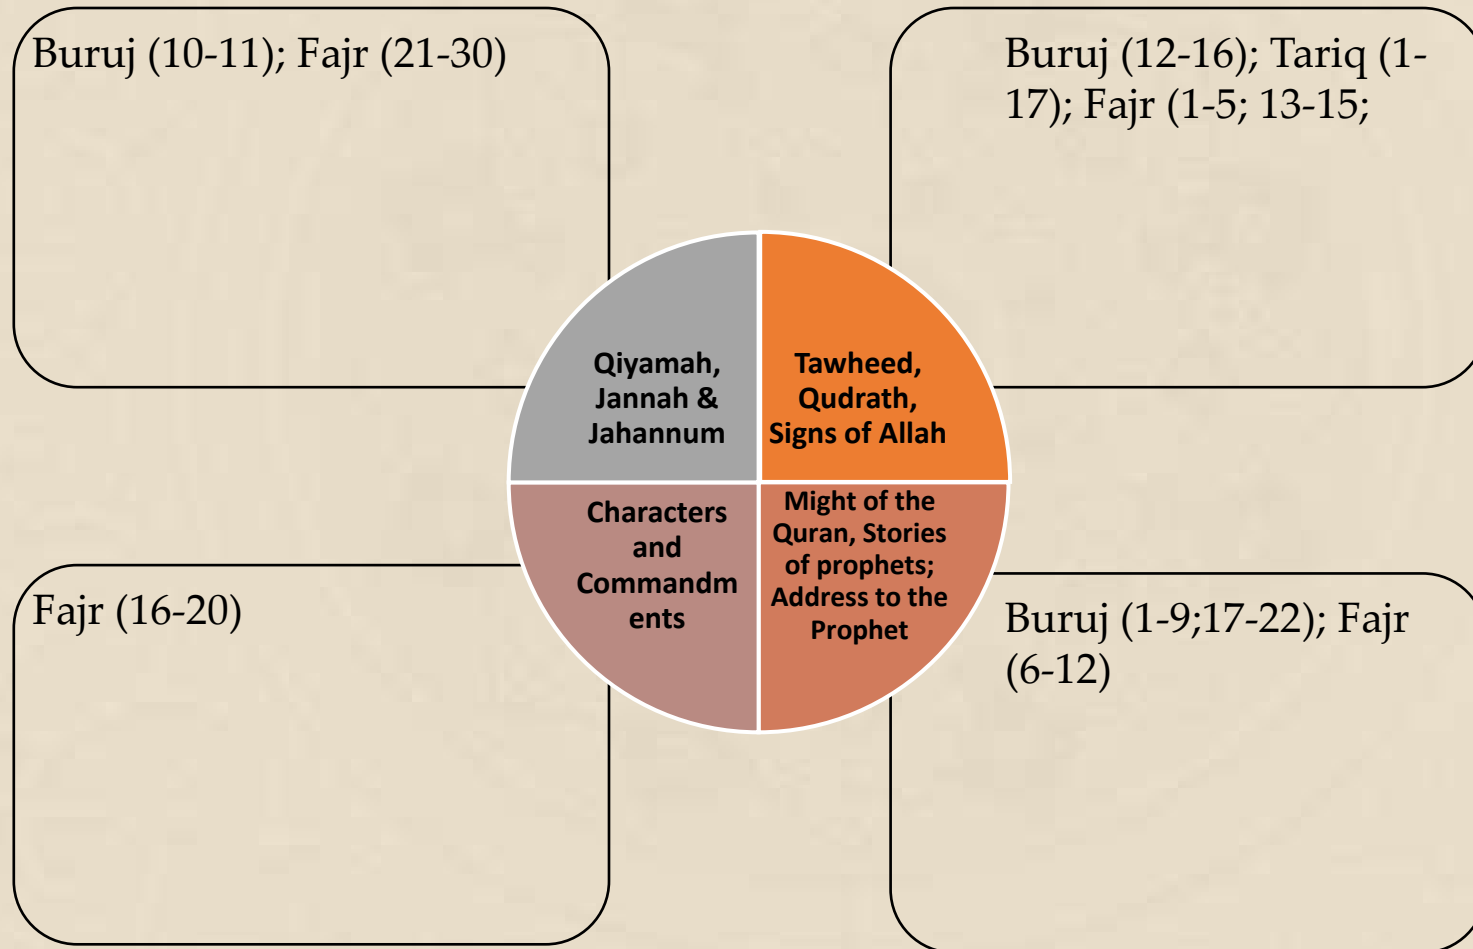 Buruj (10-11); Fajr (21-30)
Buruj (12-16); Tariq (1-
17); Fajr (1-5; 13-15;
Qiyamah,
Jannah &
Jahannum
Tawheed,
Qudrath,
Signs of Allah
Characters
and
Commandm
ents
Might of the
Quran, Stories
of prophets;
Address to the
Prophet
Fajr (16-20)
Buruj (1-9;17-22); Fajr
(6-12)